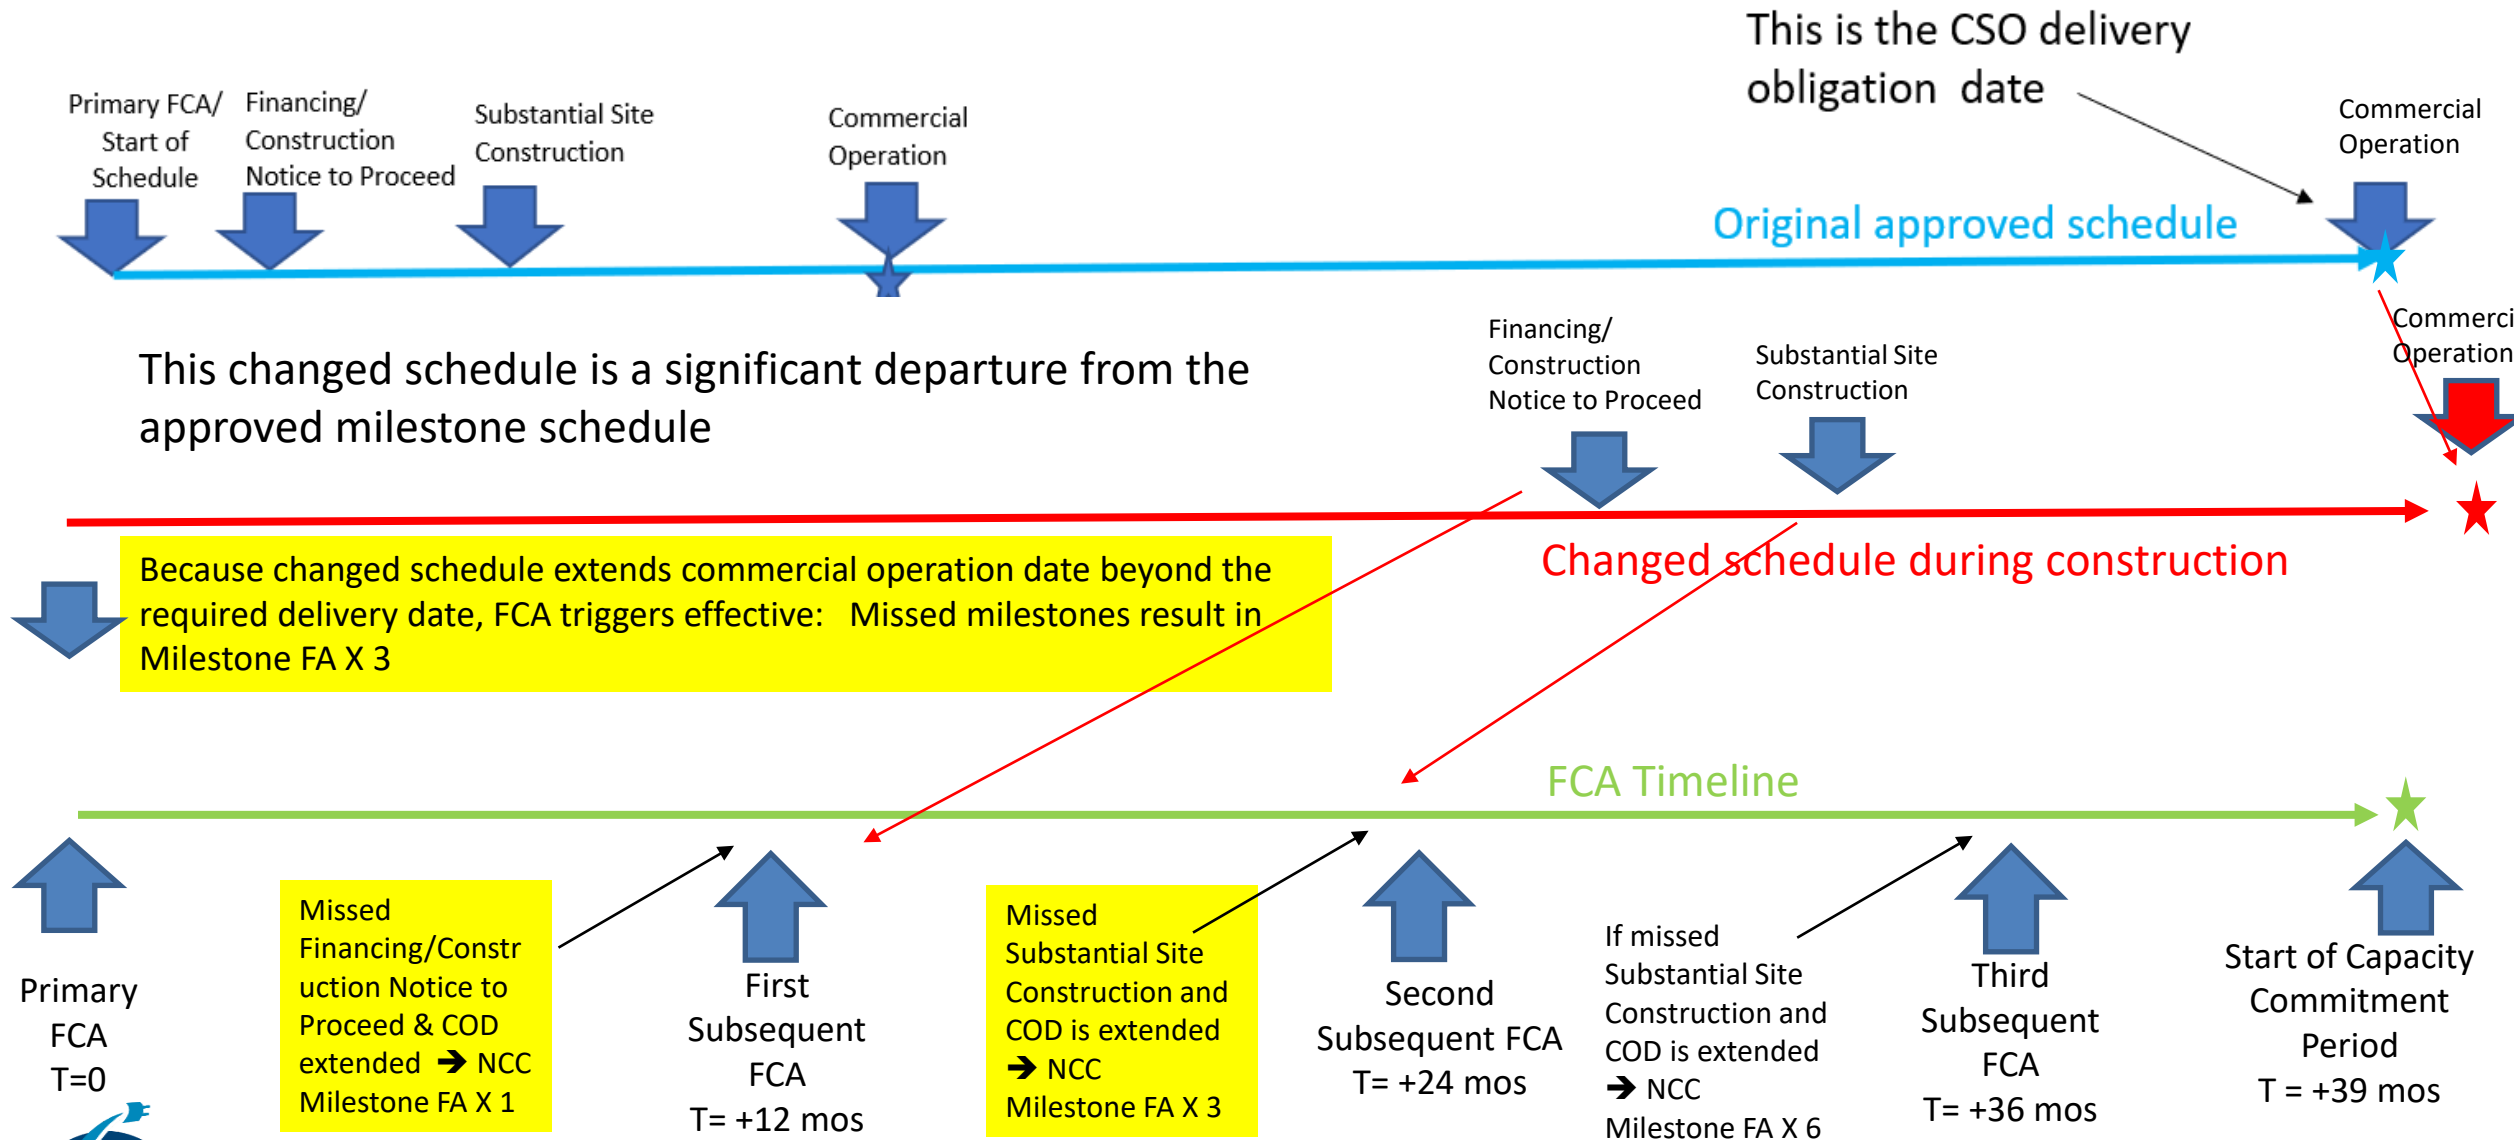 This is the CSO delivery
obligation  date
Primary FCA/
Start of
Schedule
Financing/
Construction
Notice to Proceed
Substantial Site
Construction
Commercial
Operation
Commercial
Operation
Original approved schedule
This changed schedule is a significant departure from the
approved milestone schedule
Financing/
Construction
Notice to Proceed
Substantial Site
Construction
Commerci
Operation
Because changed schedule extends commercial operation date beyond the
required delivery date, FCA triggers effective:   Missed milestones result in
Milestone FA X 3
Changed schedule during construction
FCA Timeline
Primary
FCA
T=0
Missed
Financing/Constr
uction Notice to
Proceed & COD
extended ➔ NCC
Milestone FA X 1
First
Subsequent
FCA
T= +12 mos
Missed
Substantial Site
Construction and
COD is extended
➔ NCC
Milestone FA X 3
Second
Subsequent FCA
T= +24 mos
If missed
Substantial Site
Construction and
COD is extended
➔ NCC
Milestone FA X 6
Third
Subsequent
FCA
T= +36 mos
Start of Capacity
Commitment
Period
T = +39 mos